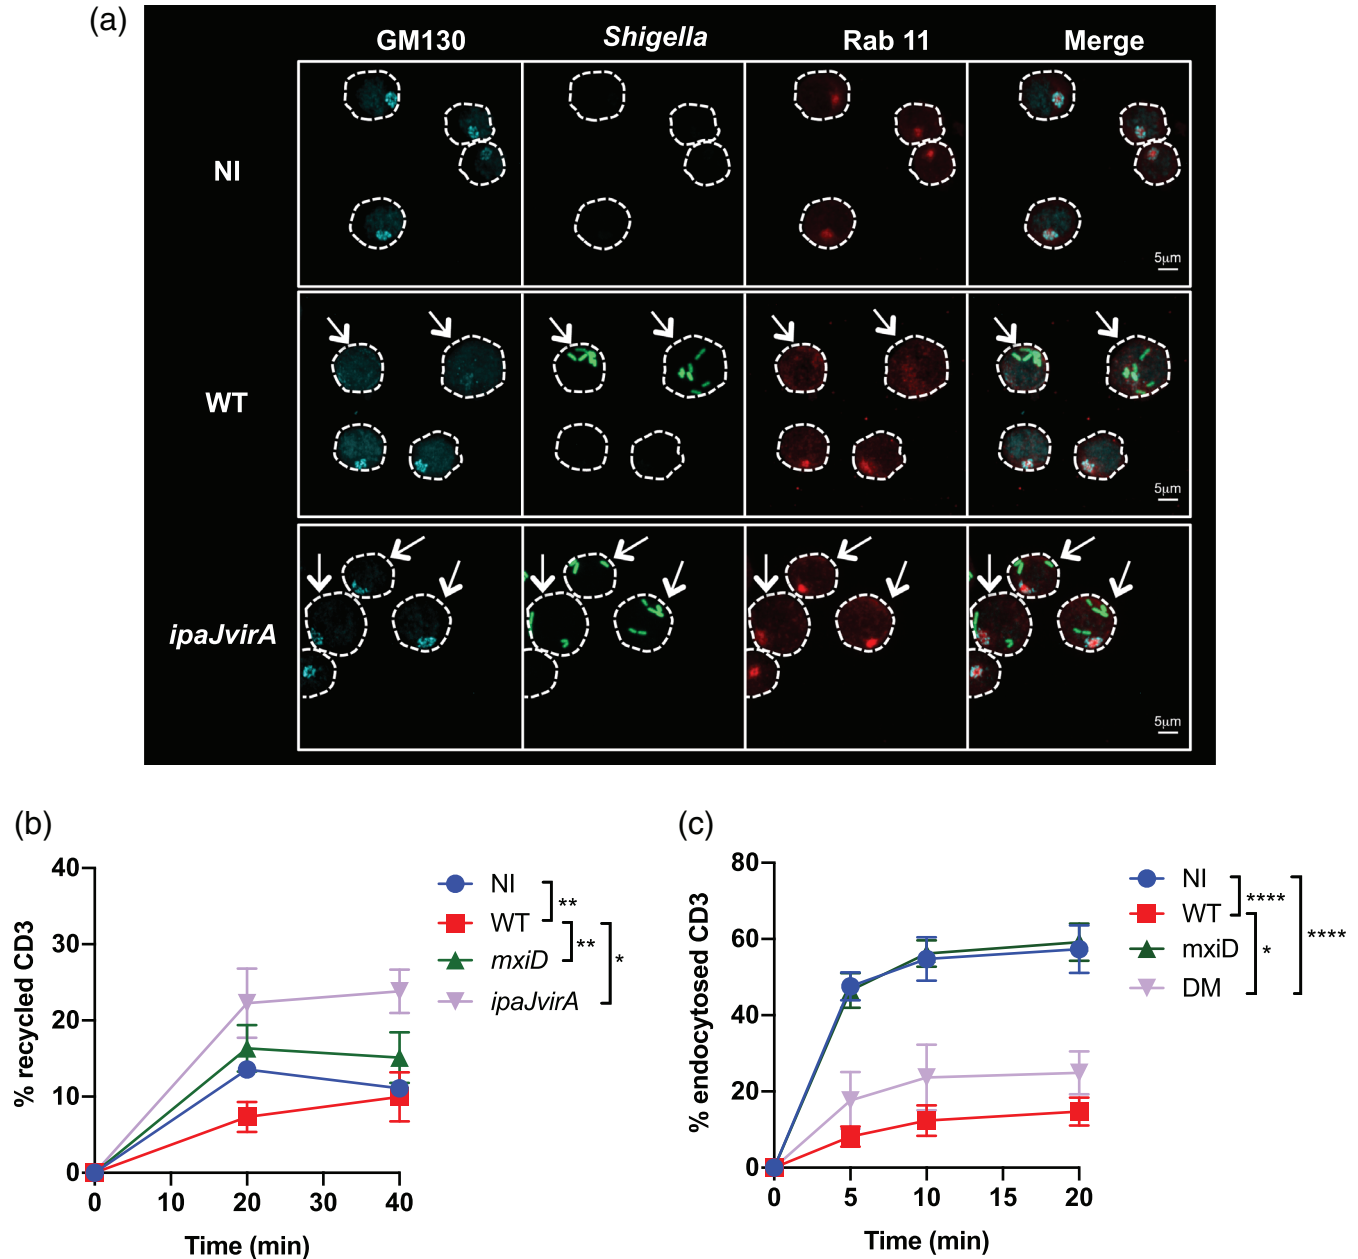 (a)
GM130 Shigella Rab 11 Merge
NI
5μm
WT
5μm
ipaJvirA
5μm
(b)
% recycled CD3
40
30
20
10
0
0 10 20 30 40
Time (min)
NI
WT
mxiD
ipaJvirA
**
**
*
(c)
% endocytosed CD3
80
60
40
20
0
0 5 10 15 20
Time (min)
NI
WT
mxiD
DM
****
*
****